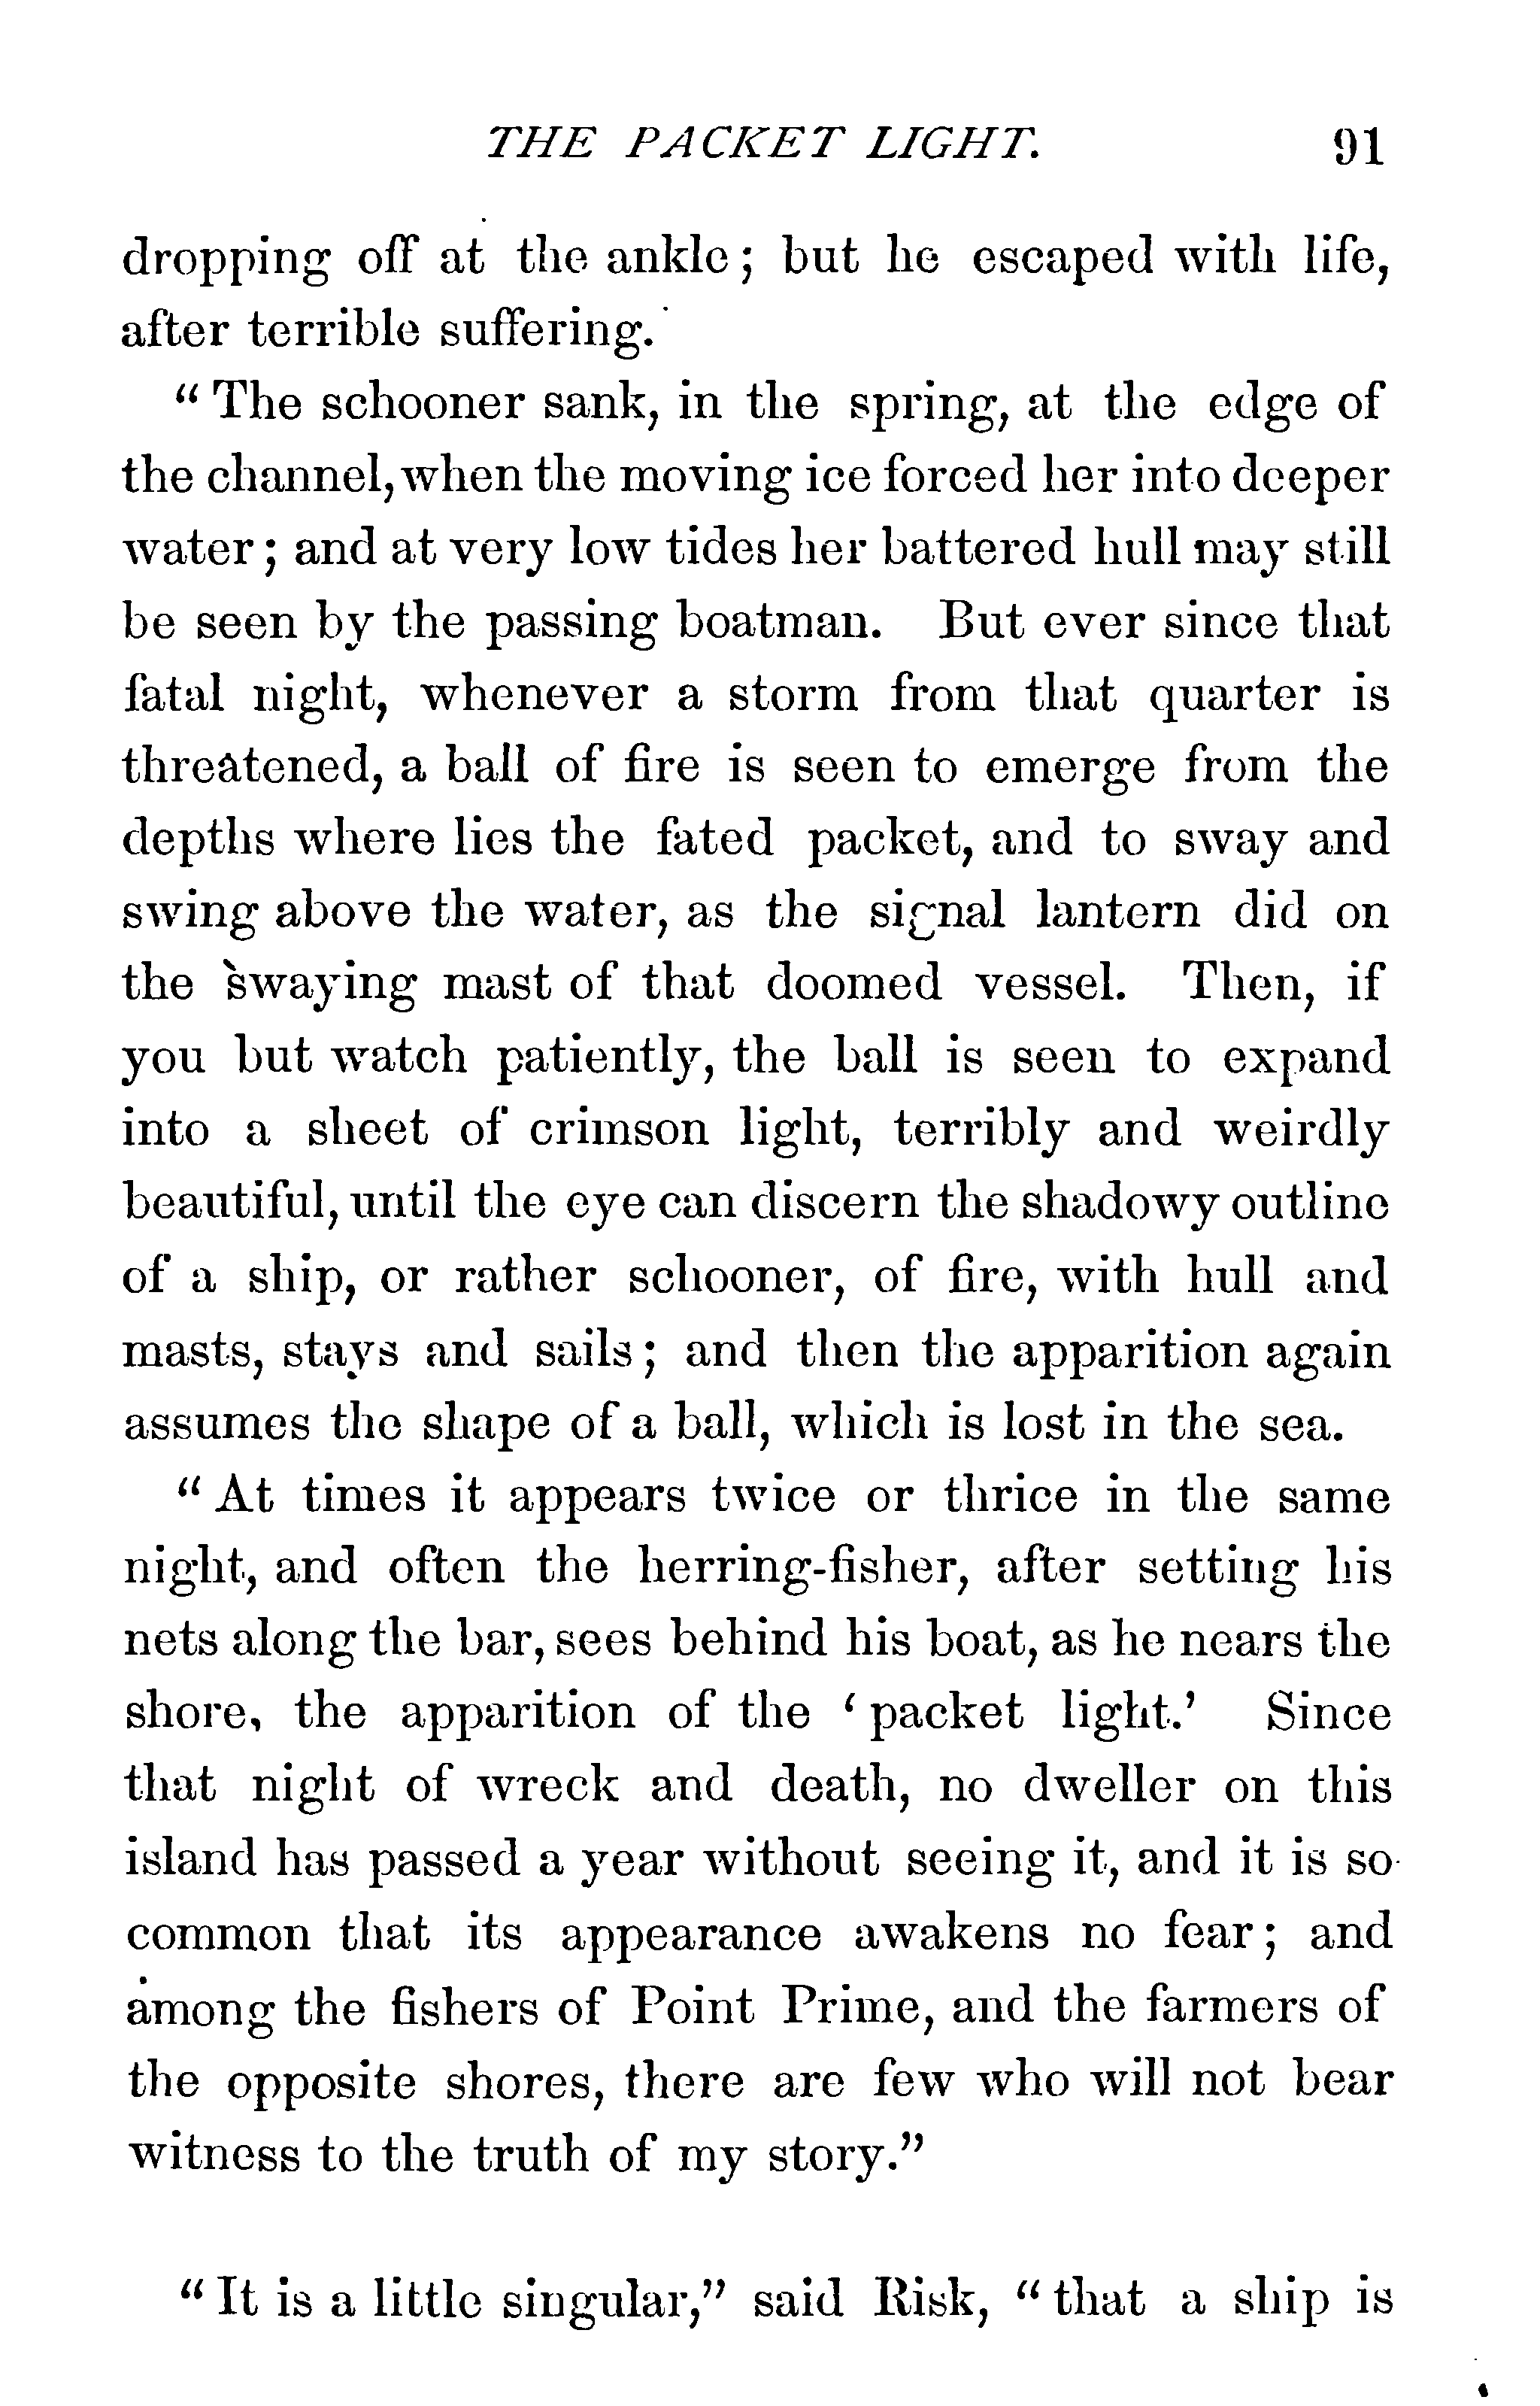 THE PACKET LIGHT. 91
dropping off at the ankle; but he escaped with life,
after terrible suffering.
“The schooner sank, in the spring, at the edge of
the channel, when the moving ice forced her into deeper
water; and at very low tides her battered hull may still
be seen by the passing boatman. But ever since that
fatal night, whenever a storm from that quarter is
threatened, a ball of fire is seen to emerge from the
depths where lies the fated packet, and to sway and
swing above the water, as the signal lantern did on
the swaying mast of that doomed vessel. Then, if
you but watch patiently, the ball is seen to expand
into a sheet of crimson light, terribly and weirdly
beautiful, until the eye can discern the shadowy outline
of a ship, or rather schooner, of fire, with hull and
masts, stays and sails; and then the apparition again
assumes the shape of a ball, which is lost in the sea.
“At times it appears twice or thrice in the same
night, and often the herring-fisher, after setting his
nets along the bar, sees behind his boat, as he nears the
shore, the apparition of the ‘packet light.’ Since
that night of wreck and death, no dweller on this
island has passed a year without seeing it, and it is so
common that its appearance awakens no fear; and
among the fishers of Point Prime, and the farmers of
the opposite shores, there are few who will not bear
witness to the truth of my story.”
“It is a little singular,” said Risk, “that a ship is